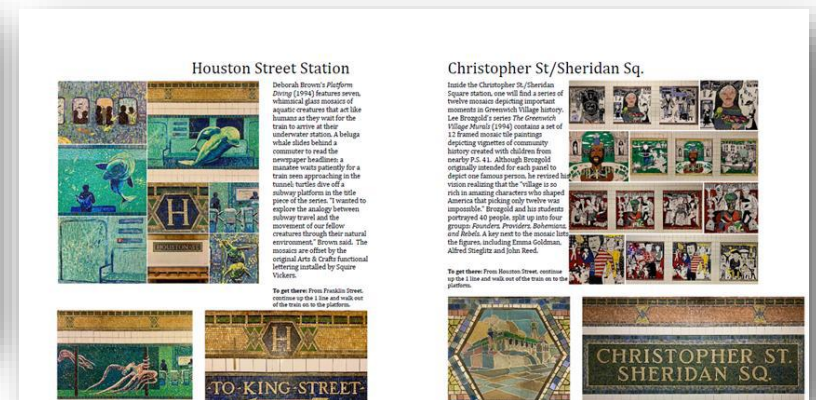 Houston Street Station
Deborah Brown's Platform
Diving (1994) features seven,
whimsical glass mosaics of
aquatic creatures that act like
humans as they wait for the
train to arrive at their
underwater station. A beluga
whale slides behind a
commuter to read the
newspaper headlines; a
manatee waits patiently for a
train seen approaching in the
tunnel; turtles dive off a
subway platform in the title
piece of the series. "I wanted to
explore the analogy between
subway travel and the
movement of our fellow
creatures through their natural
environment," Brown said. The
mosaics are offset by the
original Arts & Crafts functional
lettering installed by Squire
Vickers.
To get there: From Franklin Street,
continue up the 1 line and walk out
of the train on to the platform.
H
HOUSTON ST
H
-TO-KING-STREET-
Christopher St/Sheridan Sq.
Inside the Christopher St./Sheridan
Square station, one will find a series of
twelve mosaics depicting important
moments in Greenwich Village history.
Lee Brozgold's series The Greenwich
Village Murals (1994) contains a set of
12 framed mosaic tile paintings
depicting vignettes of community
history created with children from
nearby P.S. 41. Although Brozgold
originally intended for each panel to
depict one famous person, he revised his
vision realizing that the "village is so
rich in amazing characters who shaped
America that picking only twelve was
impossible." Brozgold and his students
portrayed 40 people, split up into four
groups: Founders, Providers, Bohemians,
and Rebels. A key next to the mosaic lists
the figures, including Emma Goldman,
Alfred Stieglitz and John Reed.
To get there: From Houston Street, continue
up the 1 line and walk out of the train on to the
platform.
CHRISTOPHER ST.
SHERIDAN SQ.